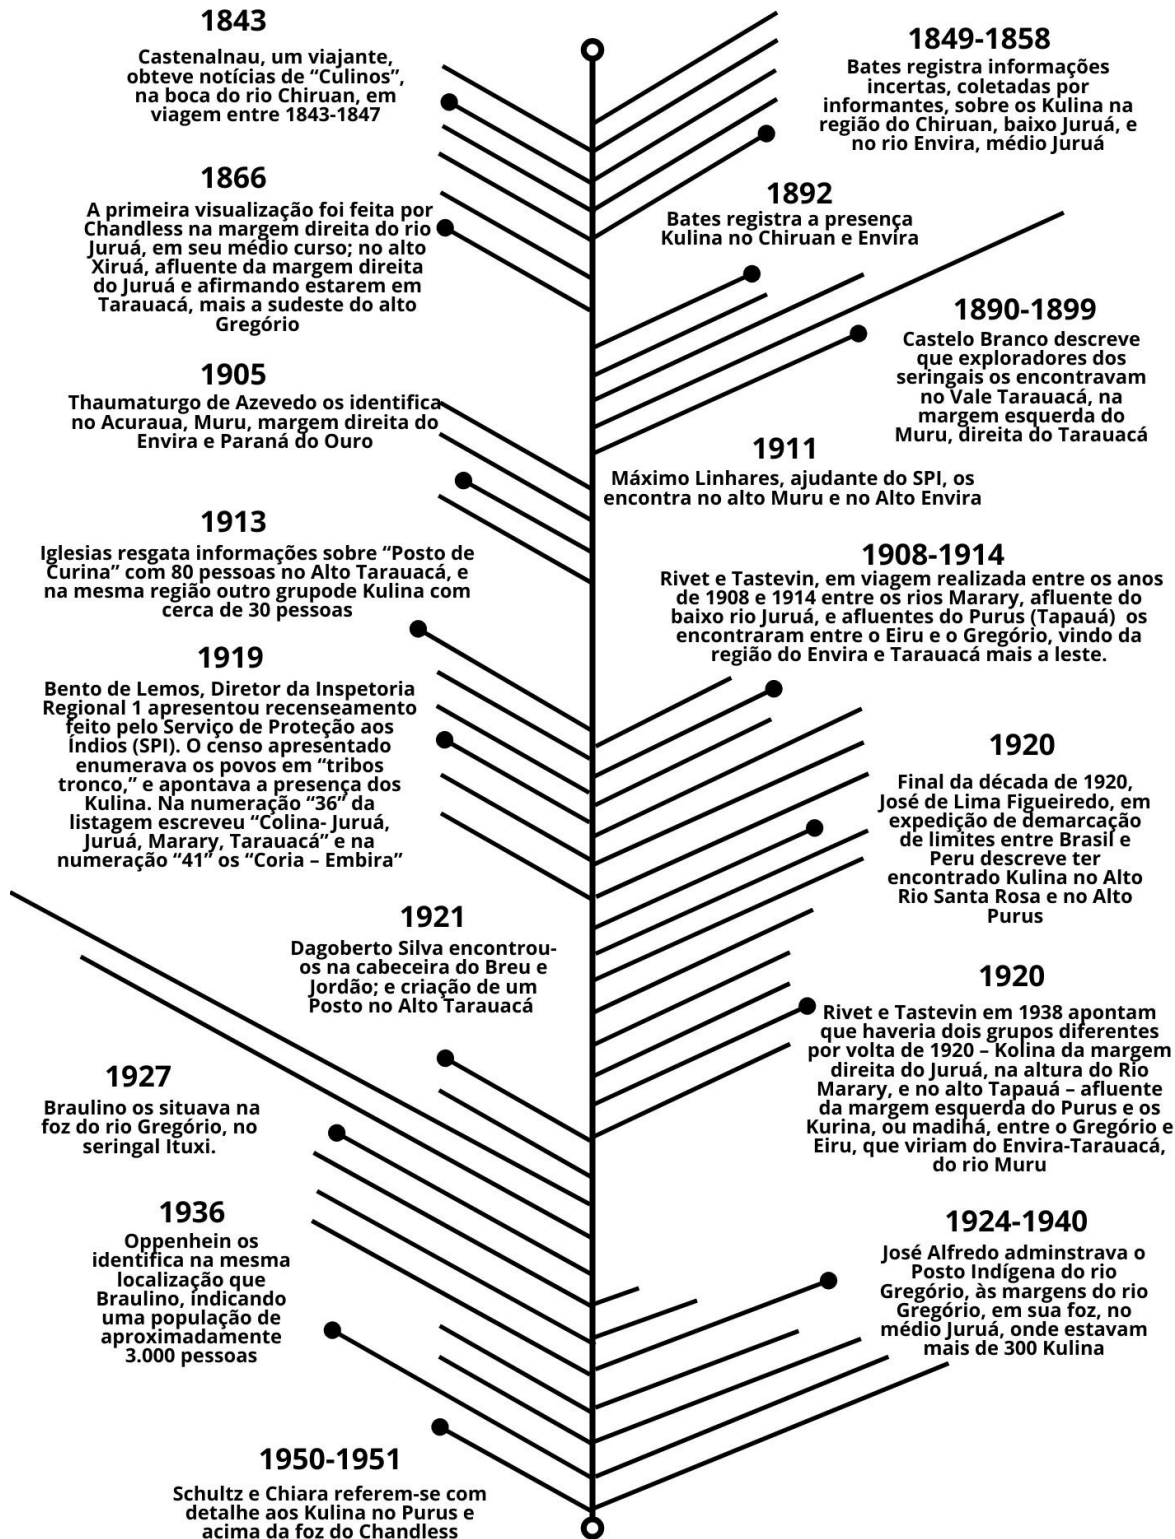 1843
Castenalnau, um viajante,
obteve notícias de “Culinos”,
na boca do rio Chiruan, em
viagem entre 1843-1847
1849-1858
Bates registra informações
incertas, coletadas por
informantes, sobre os Kulina na
região do Chiruan, baixo Juruá, e
no rio Envira, médio Juruá
1866
A primeira visualização foi feita por
Chandless na margem direita do rio
Juruá, em seu médio curso; no alto
Xiruá, afluente da margem direita
do Juruá e afirmando estarem em
Tarauacá, mais a sudeste do alto
Gregório
1892
Bates registra a presença
Kulina no Chiruan e Envira
1890-1899
Castelo Branco descreve
que exploradores dos
seringais os encontravam
no Vale Tarauacá, na
margem esquerda do
Muru, direita do Tarauacá
1905
Thaumaturgo de Azevedo os identifica
no Acuraua, Muru, margem direita do
Envira e Paraná do Ouro
1911
Máximo Linhares, ajudante do SPI, os
encontra no alto Muru e no Alto Envira
1913
Iglesias resgata informações sobre “Posto de
Curina” com 80 pessoas no Alto Tarauacá, e
na mesma região outro grupode Kulina com
cerca de 30 pessoas
1908-1914
Rivet e Tastevin, em viagem realizada entre os anos
de 1908 e 1914 entre os rios Marary, afluente do
baixo rio Juruá, e afluentes do Purus (Tapauá) os
encontraram entre o Eiru e o Gregório, vindo da
região do Envira e Tarauacá mais a leste.
1919
Bento de Lemos, Diretor da Inspetoria
Regional 1 apresentou recenseamento
feito pelo Serviço de Proteção aos
Índios (SPI). O censo apresentado
enumerava os povos em “tribos
tronco,” e apontava a presença dos
Kulina. Na numeração “36” da
listagem escreveu “Colina- Juruá,
Juruá, Marary, Tarauacá” e na
numeração “41” os “Coria – Embira”
1920
Final da década de 1920,
José de Lima Figueiredo, em
expedição de demarcação
de limites entre Brasil e
Peru descreve ter
encontrado Kulina no Alto
Rio Santa Rosa e no Alto
Purus
1921
Dagoberto Silva encontrou-
os na cabeceira do Breu e
Jordão; e criação de um
Posto no Alto Tarauacá
1920
Rivet e Tastevin em 1938 apontam
que haveria dois grupos diferentes
por volta de 1920 – Kolina da margem
direita do Juruá, na altura do Rio
Marary, e no alto Tapauá – afluente
da margem esquerda do Purus e os
Kurina, ou madihá, entre o Gregório e
Eiru, que viriam do Envira-Tarauacá,
do rio Muru
1927
Braulino os situava na
foz do rio Gregório, no
seringal Ituxi.
1936
Oppenhein os
identifica na mesma
localização que
Braulino, indicando
uma população de
aproximadamente
3.000 pessoas
1924-1940
José Alfredo adminstrava o
Posto Indígena do rio
Gregório, às margens do rio
Gregório, em sua foz, no
médio Juruá, onde estavam
mais de 300 Kulina
1950-1951
Schultz e Chiara referem-se com
detalhe aos Kulina no Purus e
acima da foz do Chandless